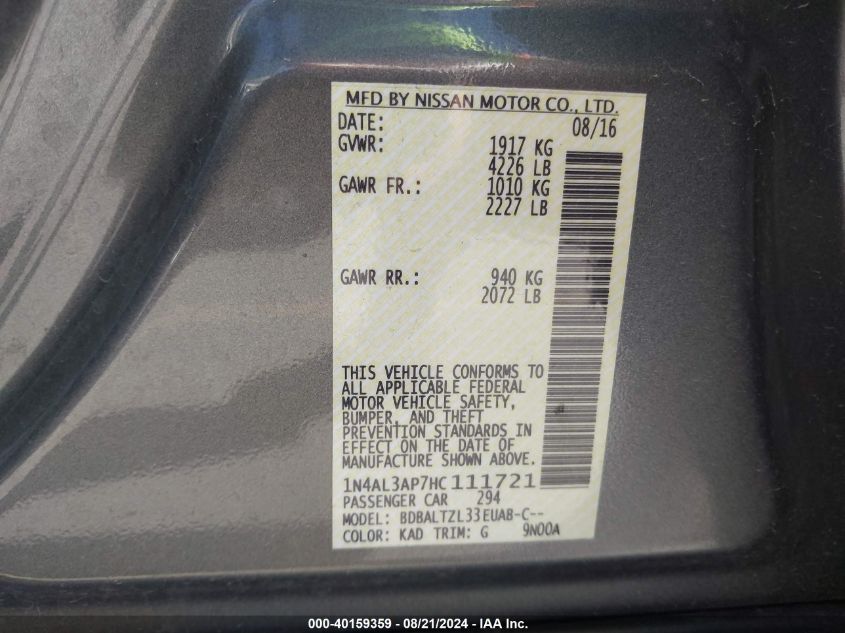 MFD BY NISSAN MOTOR CO., LTD.
DATE: 08/16
GVWR: 1917 KG
4226 LB
GAWR FR.: 1010 KG
2227 LB
GAWR RR.: 940 KG
2072 LB
THIS VEHICLE CONFORMS TO
ALL APPLICABLE FEDERAL
MOTOR VEHICLE SAFETY,
BUMPER, AND THEFT
PREVENTION STANDARDS IN
EFFECT ON THE DATE OF
MANUFACTURE SHOWN ABOVE.
1N4AL3AP7HC111721
PASSENGER CAR 294
MODEL: BDBALTZL33EUAB-C--
COLOR: KAD TRIM: G 9N00A
000-40159359 - 08/21/2024 - IAA Inc.